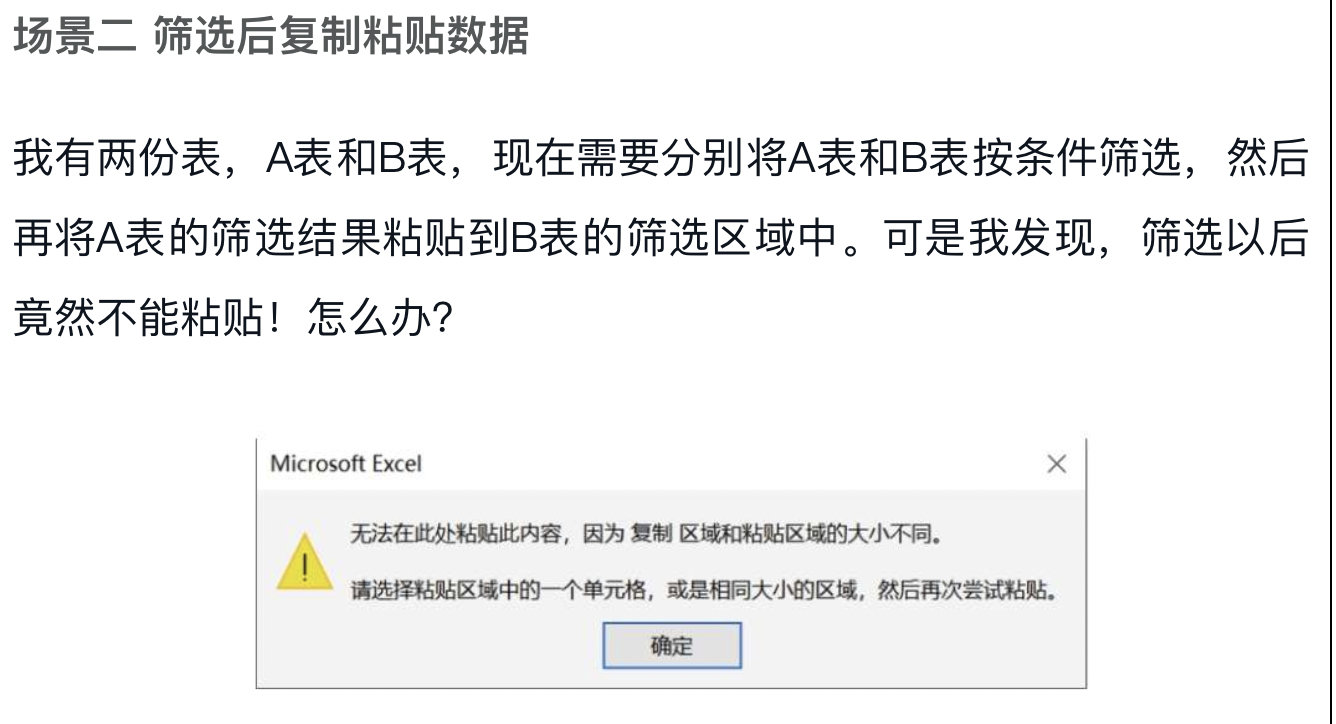 场景二 筛选后复制粘贴数据
我有两份表，A表和B表，现在需要分别将A表和B表按条件筛选，然后
再将A表的筛选结果粘贴到B表的筛选区域中。可是我发现，筛选以后
竟然不能粘贴！怎么办？
Microsoft Excel
无法在此处粘贴此内容，因为 复制 区域和粘贴区域的大小不同。
请选择粘贴区域中的一个单元格，或是相同大小的区域，然后再次尝试粘贴。
确定